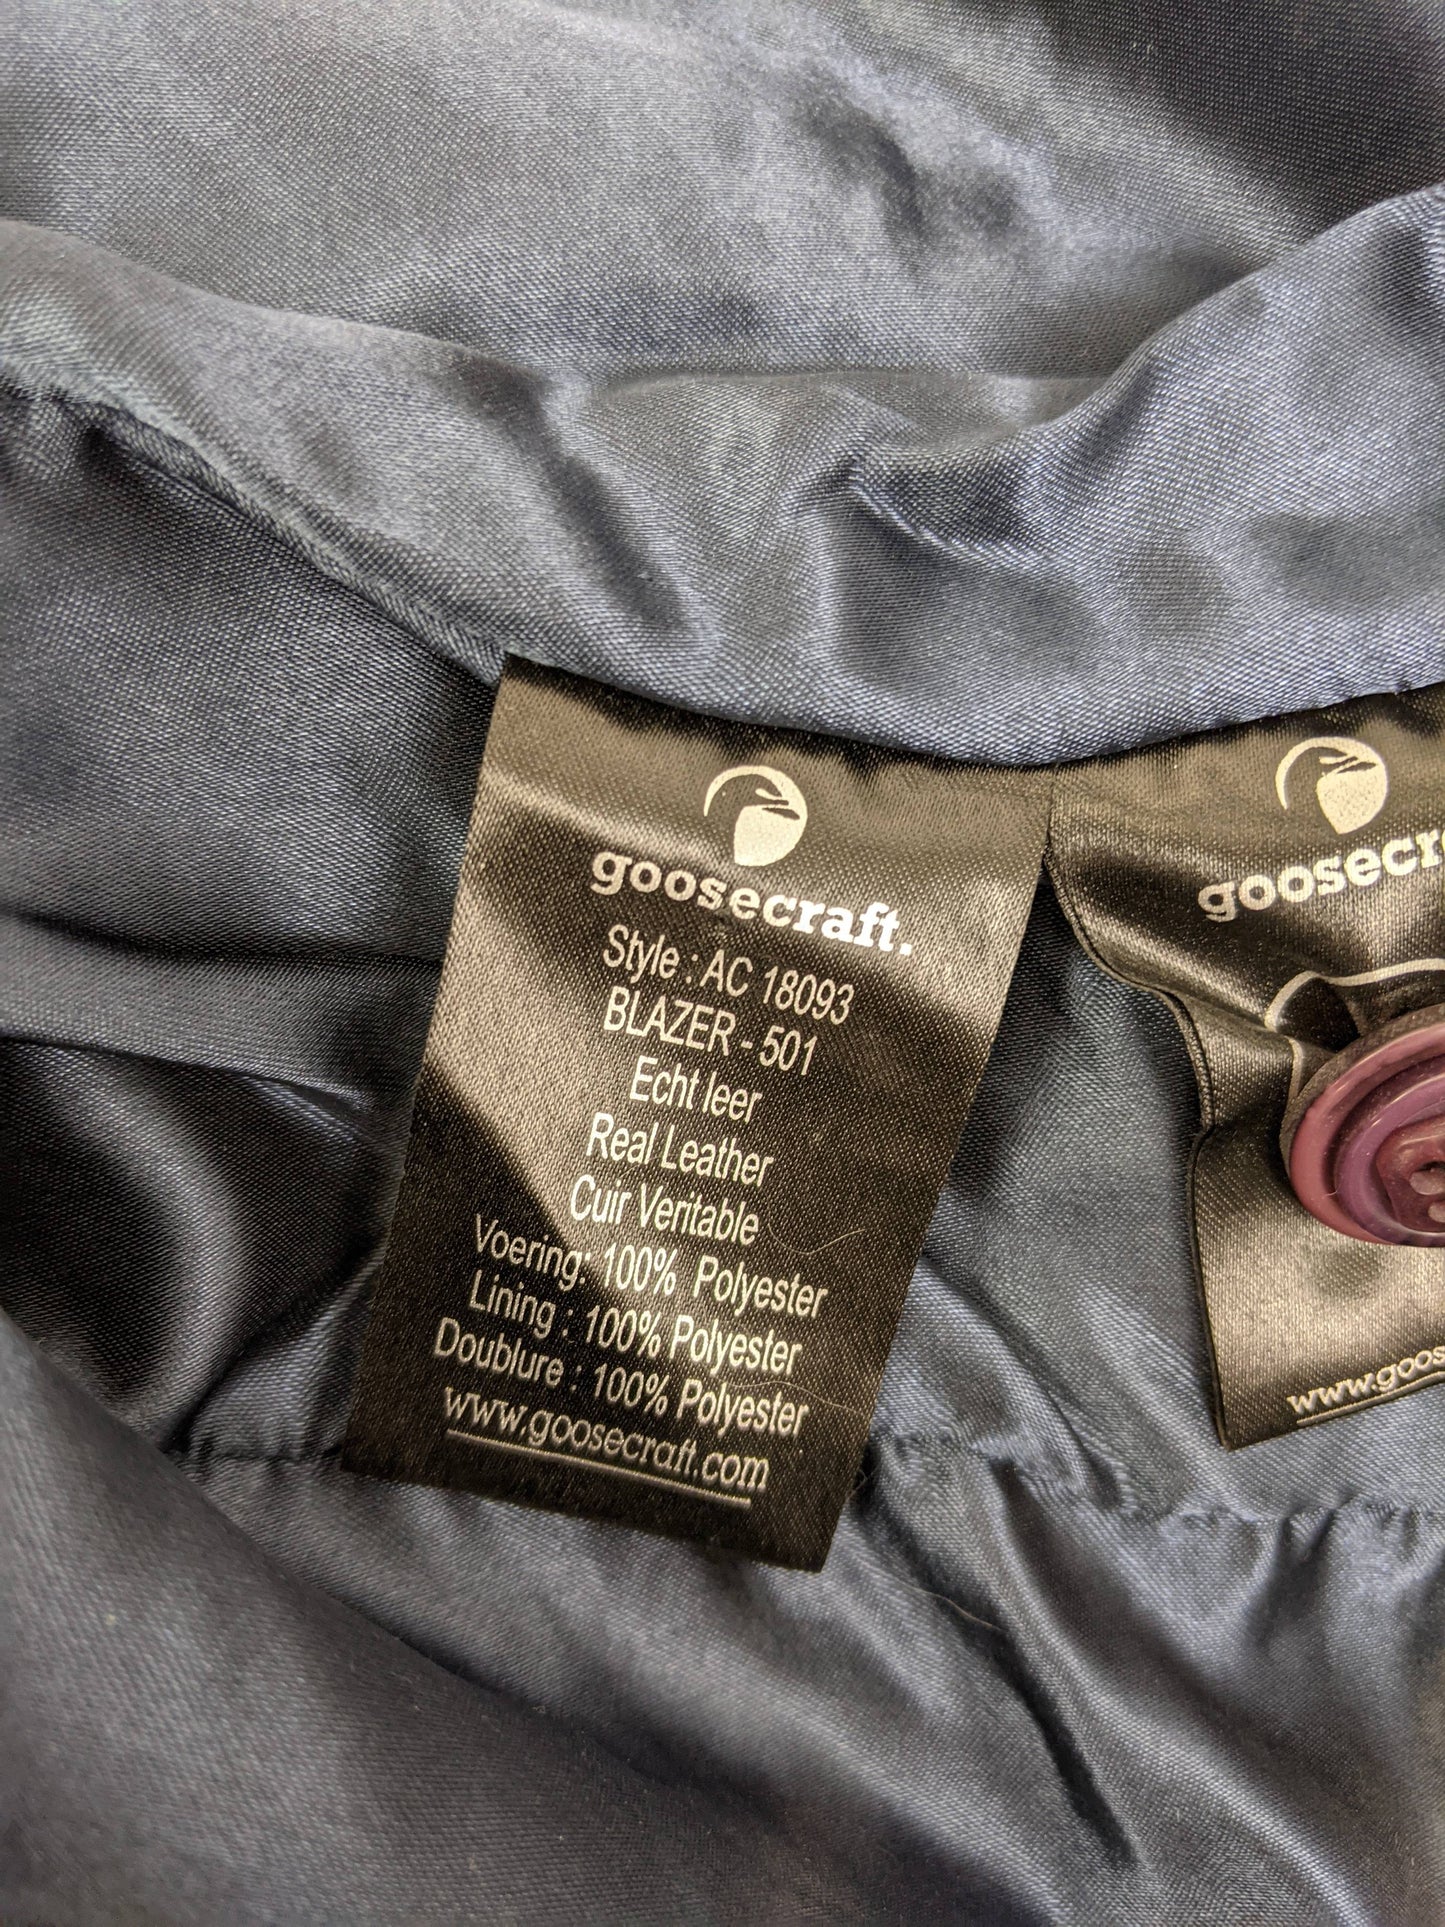 goosecraft.
Style : AC 18093
BLAZER - 501
Echt leer
Real Leather
Cuir Veritable
Voering: 100% Polyester
Lining : 100% Polyester
Doublure : 100% Polyester
www.goosecraft.com
goosecr
www.goos